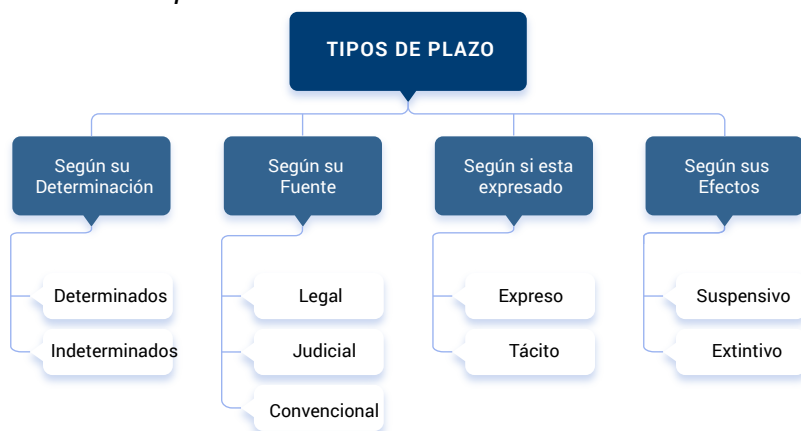 TIPOS DE PLAZO
Según su
Determinación
Según su
Fuente
Según si esta
expresado
Según sus
Efectos
Determinados
Legal
Expreso
Suspensivo
Indeterminados
Judicial
Tácito
Extintivo
Convencional